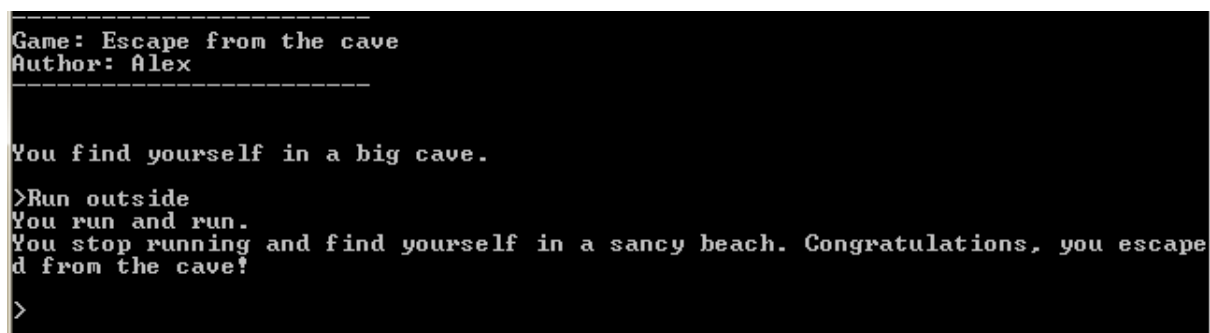 ------------------------
Game: Escape from the cave
Author: Alex
------------------------
You find yourself in a big cave.
>Run outside
You run and run.
You stop running and find yourself in a sancy beach. Congratulations, you escape
d from the cave!
>